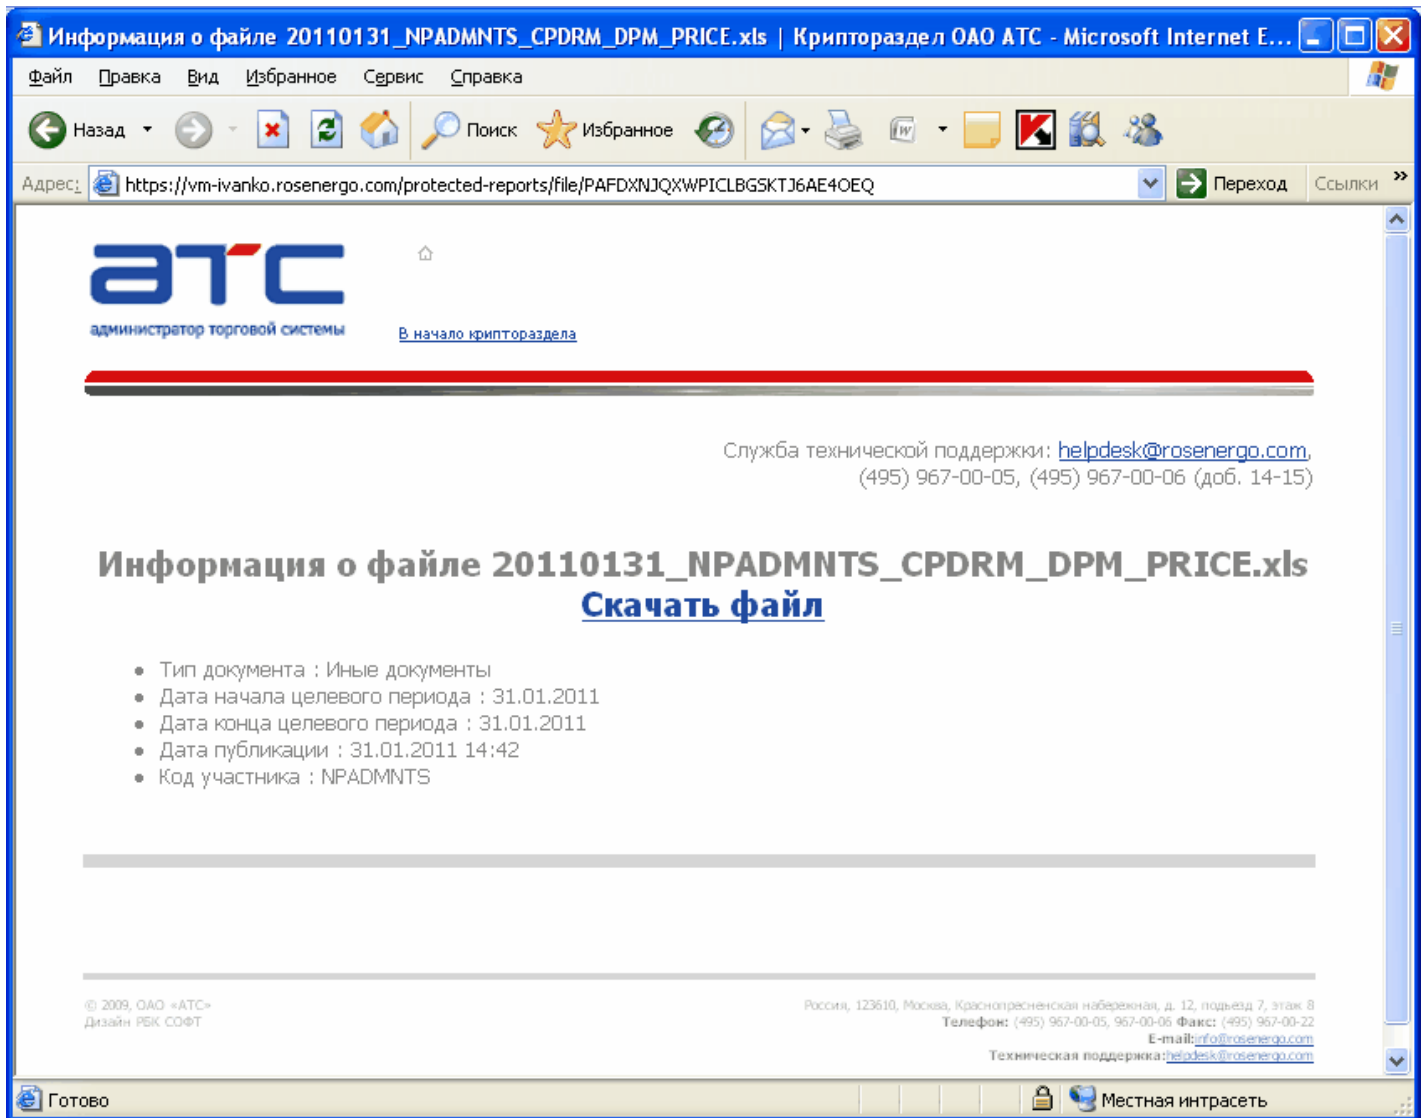 Информация о файле 20110131_NPADMNTS_CPDRM_DPM_PRICE.xls | Криптораздел ОАО АТС - Microsoft Internet E...
Файл Правка Вид Избранное Сервис Справка
Назад Поиск Избранное
Адрес: https://vm-ivanko.rosenergo.com/protected-reports/file/PAFDXNJQXWPICLBGSKTJ6AE4OEQ Переход Ссылки »
атс
администратор торговой системы
В начало криптораздела
Служба технической поддержки: helpdesk@rosenergo.com,
(495) 967-00-05, (495) 967-00-06 (доб. 14-15)
Информация о файле 20110131_NPADMNTS_CPDRM_DPM_PRICE.xls
Скачать файл
• Тип документа : Иные документы
• Дата начала целевого периода : 31.01.2011
• Дата конца целевого периода : 31.01.2011
• Дата публикации : 31.01.2011 14:42
• Код участника : NPADMNTS
© 2009, ОАО «АТС»
Дизайн РБК СОФТ
Россия, 123610, Москва, Краснопресненская набережная, д. 12, подъезд 7, этаж 8
Телефон: (495) 967-00-05, 967-00-06 Факс: (495) 967-00-22
E-mail:info@rosenergo.com
Техническая поддержка:helpdesk@rosenergo.com
Готово Местная интрасеть